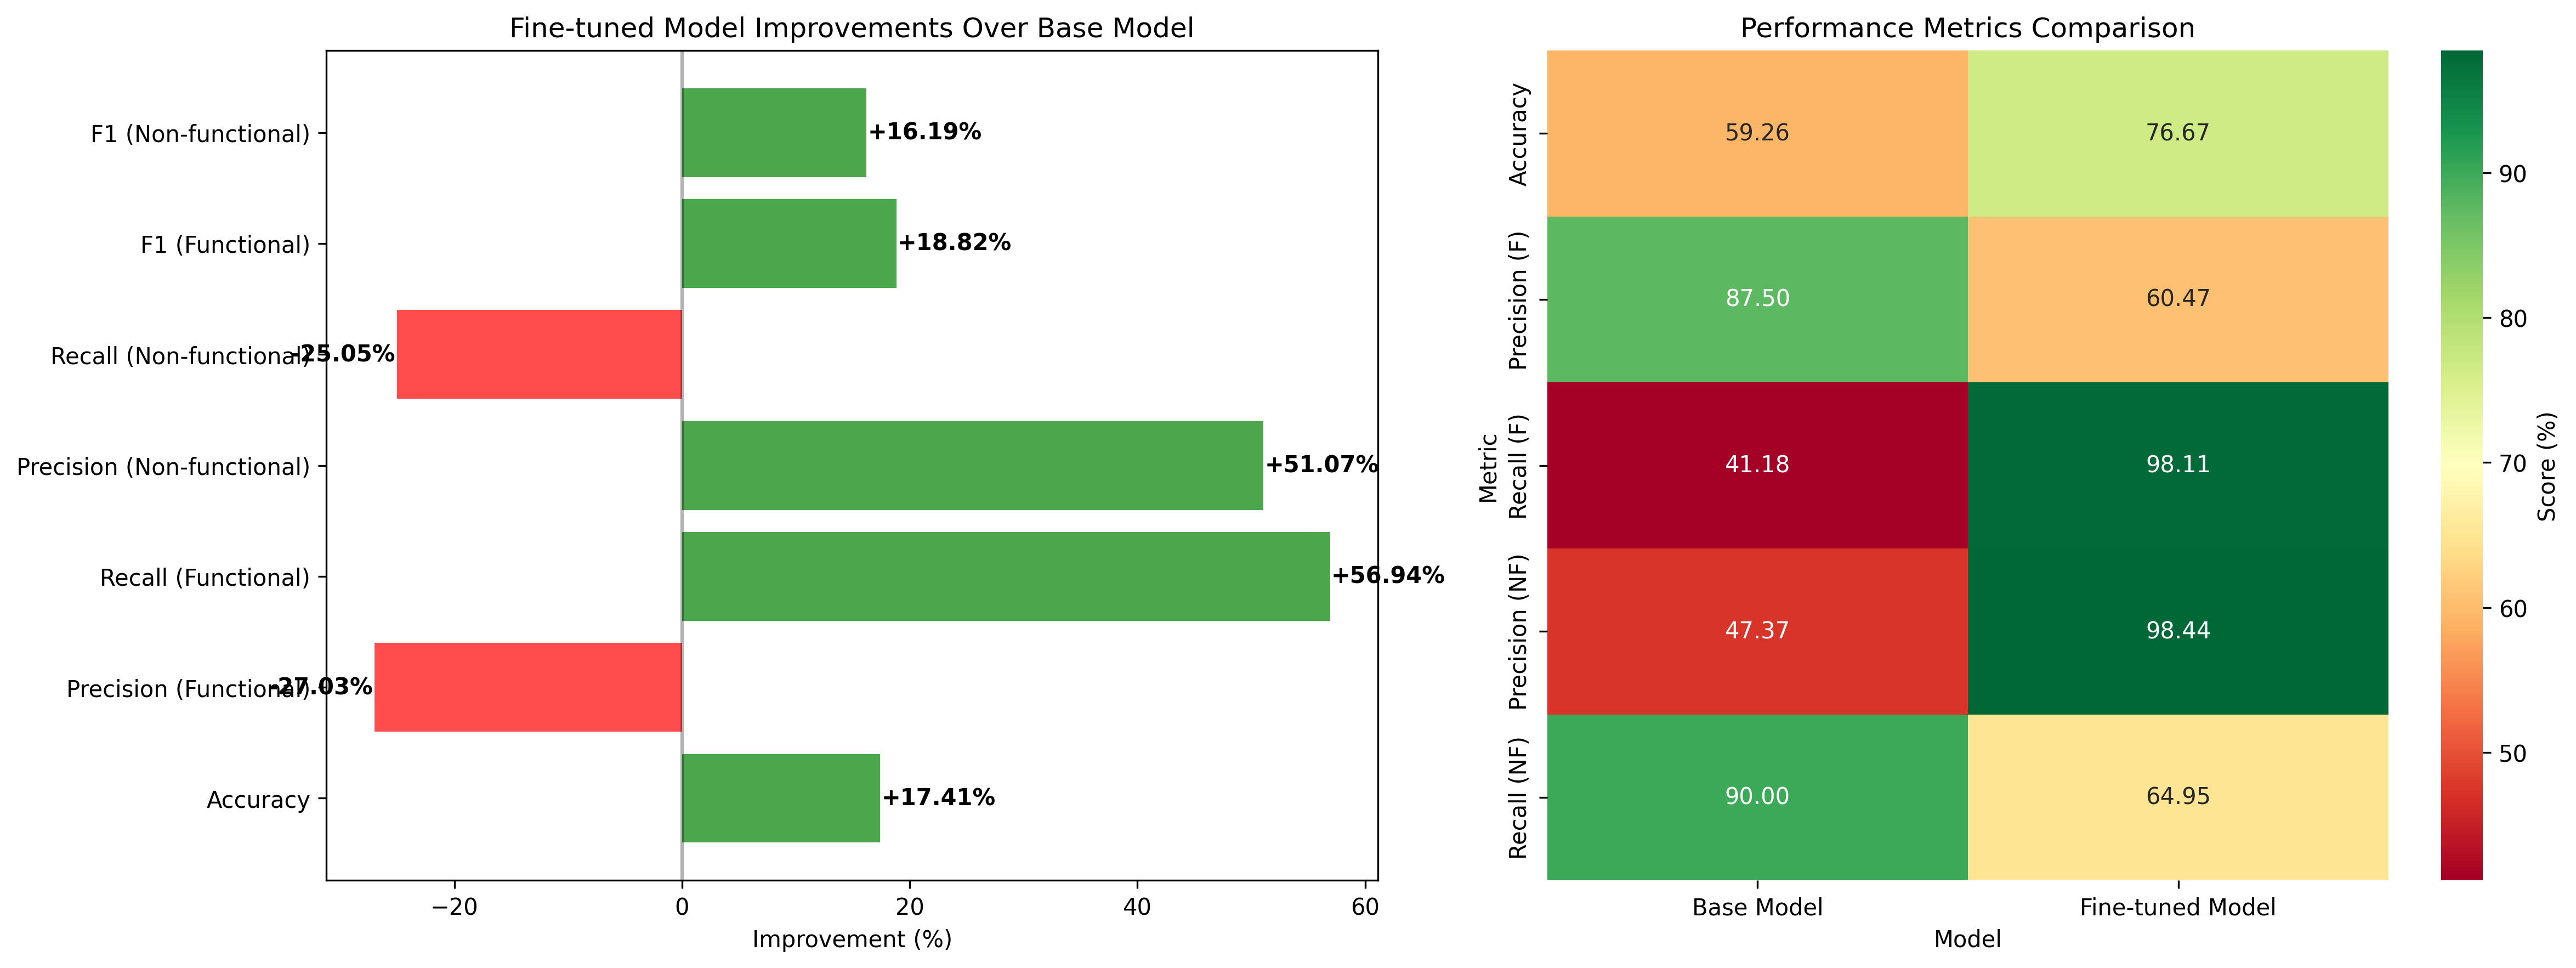 Fine-tuned Model Improvements Over Base Model
F1 (Non-functional)
+16.19%
F1 (Functional)
+18.82%
Recall (Non-functional)
-25.05%
Precision (Non-functional)
+51.07%
Recall (Functional)
+56.94%
Precision (Functional)
-27.03%
Accuracy
+17.41%
−20
0
20
40
60
Improvement (%)
Performance Metrics Comparison
Metric
Accuracy
59.26
76.67
Precision (F)
87.50
60.47
Recall (F)
41.18
98.11
Precision (NF)
47.37
98.44
Recall (NF)
90.00
64.95
Base Model
Fine-tuned Model
Model
90
80
70
60
50
Score (%)